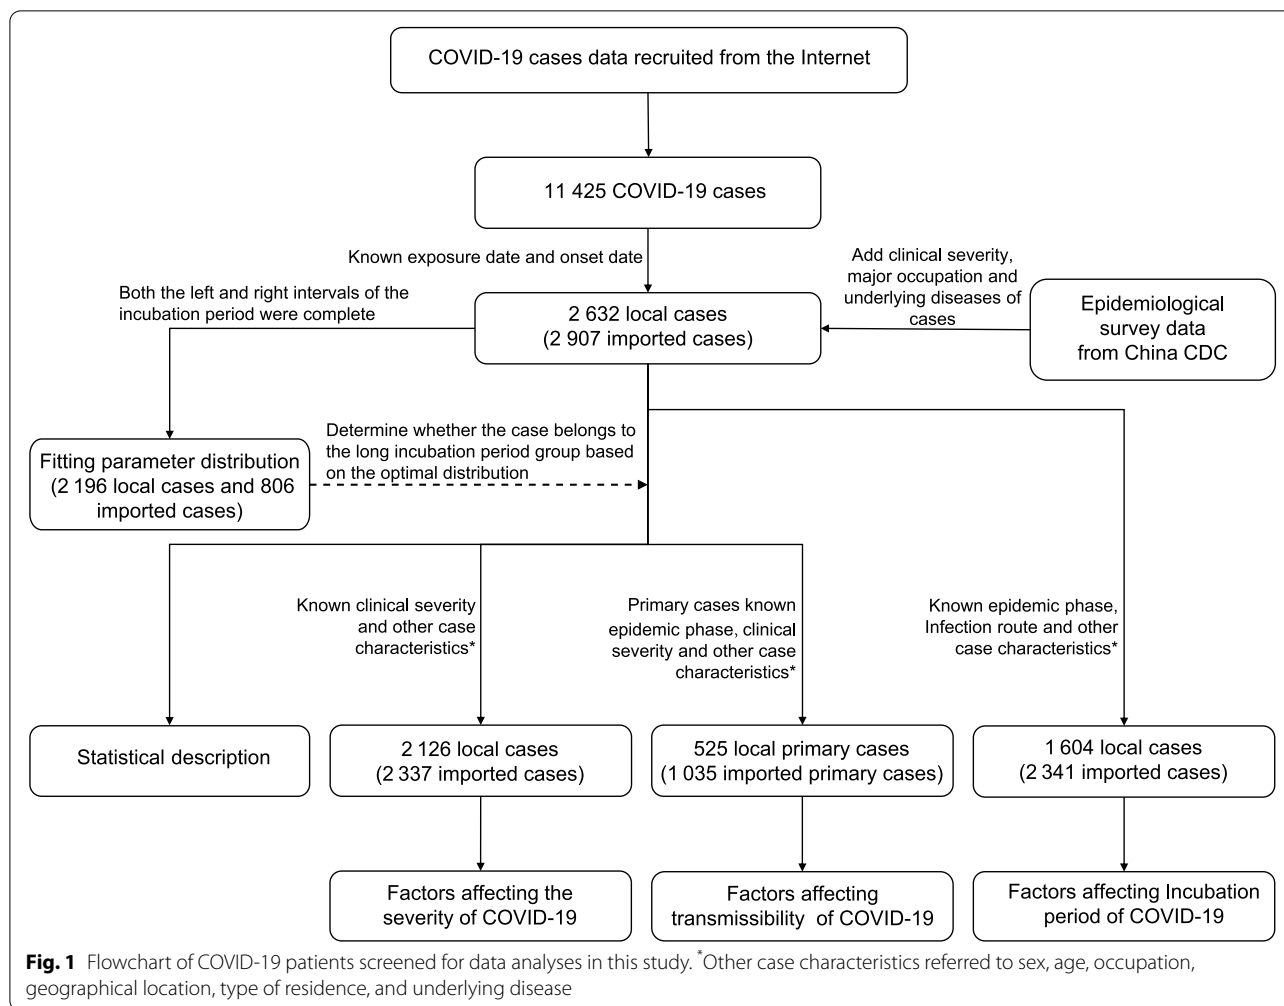 COVID-19 cases data recruited from the Internet
11 425 COVID-19 cases
Known exposure date and onset date
Add clinical severity,
major occupation and
underlying diseases of
cases
Both the left and right intervals of the
incubation period were complete
2 632 local cases
(2 907 imported cases)
Epidemiological
survey data
from China CDC
Determine whether the case belongs to
the long incubation period group based
on the optimal distribution
Fitting parameter distribution
(2 196 local cases and 806
imported cases)
Known clinical severity
and other case
characteristics*
Primary cases known
epidemic phase, clinical
severity and other case
characteristics*
Known epidemic phase,
Infection route and other
case characteristics*
Statistical description
2 126 local cases
(2 337 imported cases)
525 local primary cases
(1 035 imported primary cases)
1 604 local cases
(2 341 imported cases)
Factors affecting the
severity of COVID-19
Factors affecting
transmissibility of COVID-19
Factors affecting Incubation
period of COVID-19
Fig. 1 Flowchart of COVID-19 patients screened for data analyses in this study. *Other case characteristics referred to sex, age, occupation,
geographical location, type of residence, and underlying disease